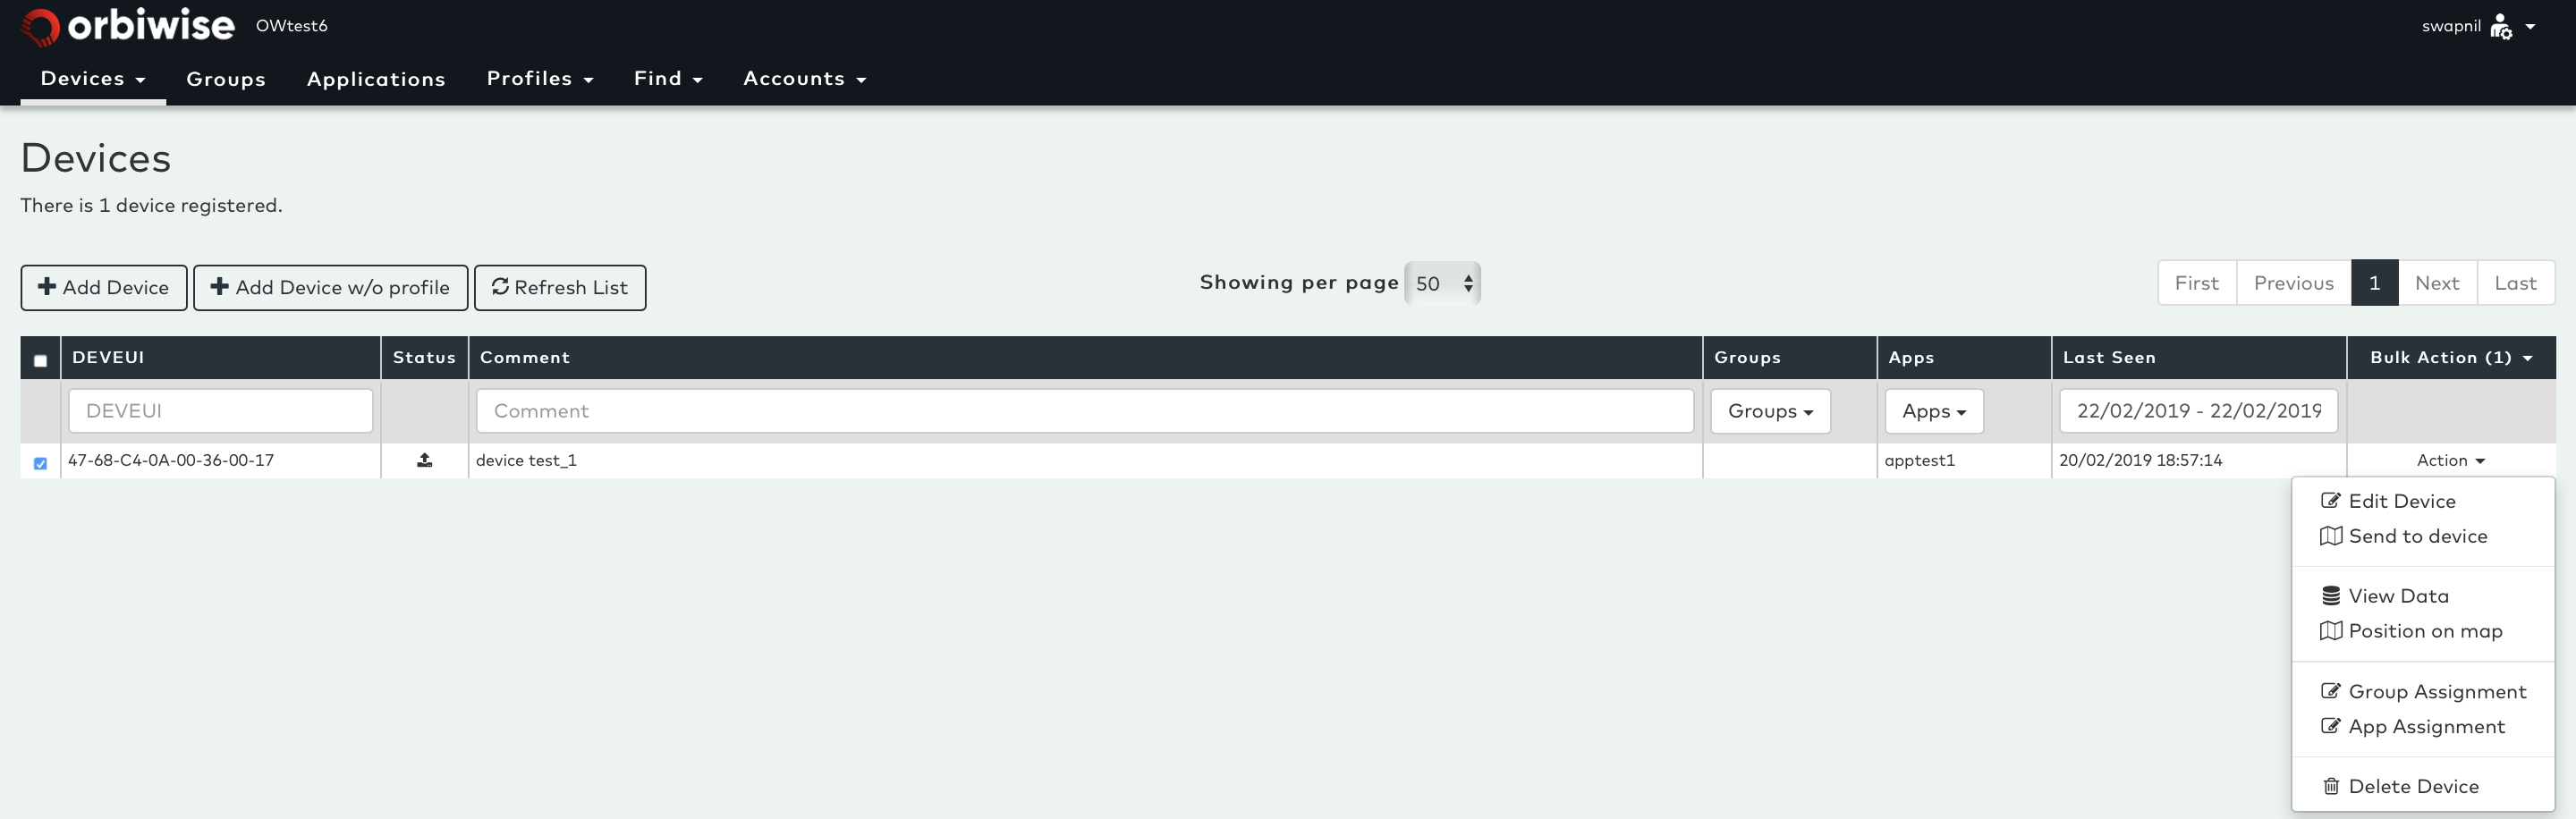 orbiwise OWtest6 swapnil
Devices Groups Applications Profiles Find Accounts
Devices
There is 1 device registered.
Add Device Add Device w/o profile Refresh List Showing per page 50 First Previous 1 Next Last
DEVEUI Status Comment Groups Apps Last Seen Bulk Action (1)
DEVEUI Comment Groups Apps 22/02/2019 - 22/02/2019
47-68-C4-0A-00-36-00-17 device test_1 apptest1 20/02/2019 18:57:14 Action
Edit Device
Send to device
View Data
Position on map
Group Assignment
App Assignment
Delete Device